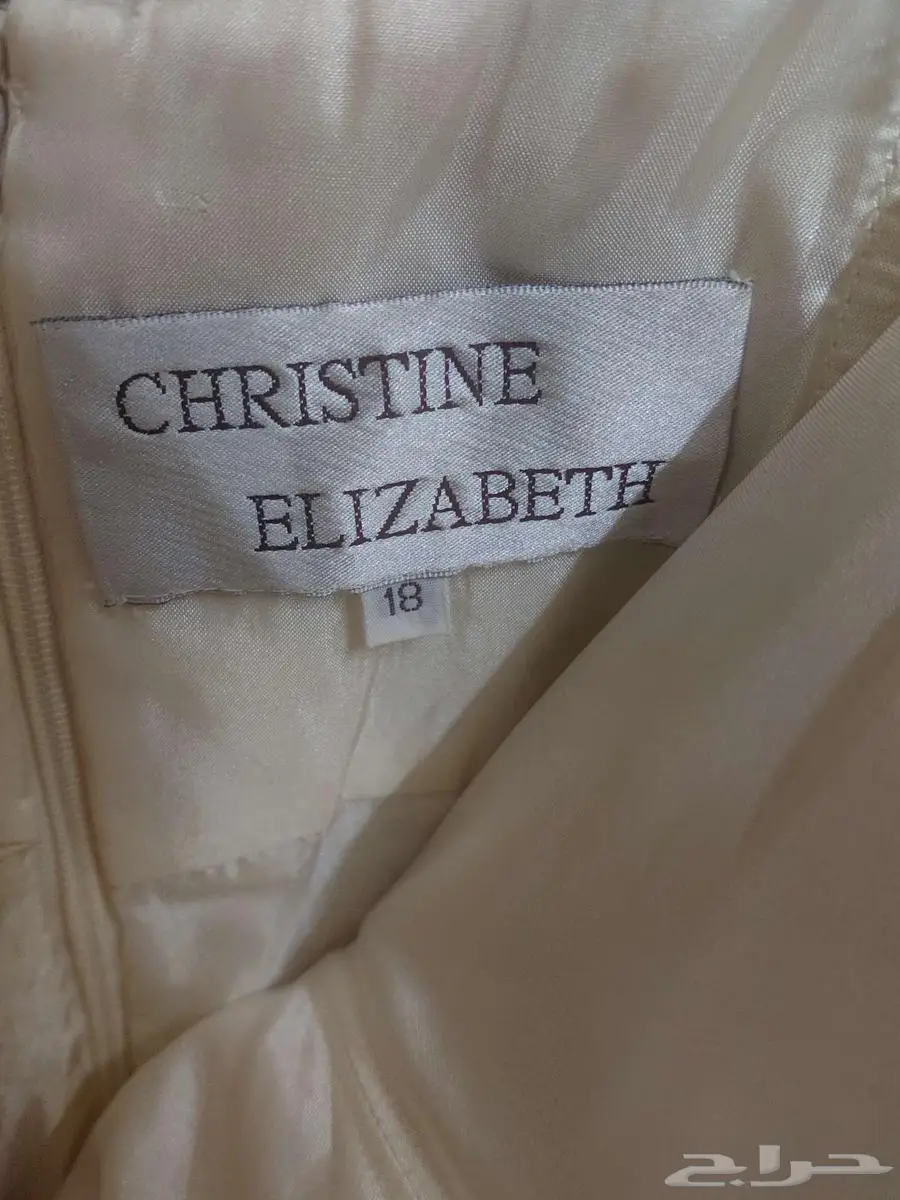 CHRISTINE
ELIZABETH
18
حراج